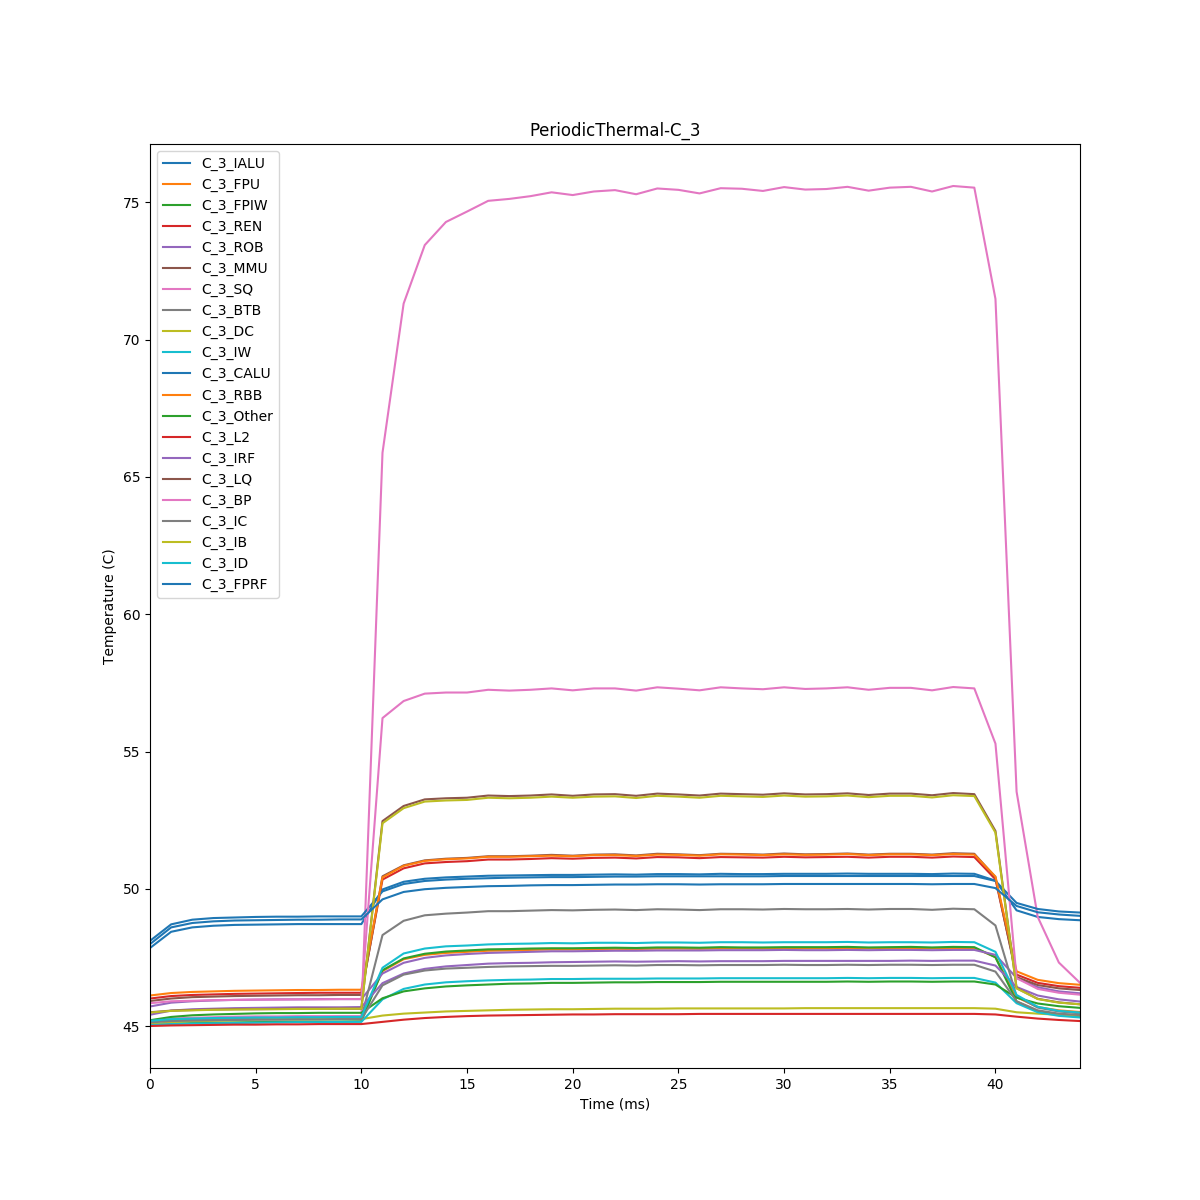 PeriodicThermal-C_3
C_3_IALU
C_3_FPU
C_3_FPIW
C_3_REN
C_3_ROB
C_3_MMU
C_3_SQ
C_3_BTB
C_3_DC
C_3_IW
C_3_CALU
C_3_RBB
C_3_Other
C_3_L2
C_3_IRF
C_3_LQ
C_3_BP
C_3_IC
C_3_IB
C_3_ID
C_3_FPRF
75
70
65
60
55
50
45
Temperature (C)
0 5 10 15 20 25 30 35 40
Time (ms)